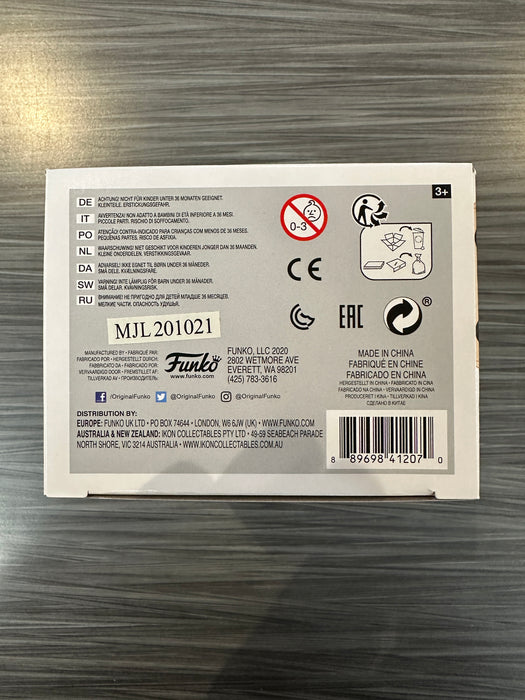 DE ACHTUNG! NICHT FÜR KINDER UNTER 36 MONATEN GEEIGNET.
KLEINTEILE. ERSTICKUNGSGEFAHR.
IT AVVERTENZA! NON ADATTO A BAMBINI DI ETÀ INFERIORE A 36 MESI.
PICCOLE PARTI. RISCHIO DI SOFFOCAMENTO.
PO ATENÇÃO! CONTRA-INDICADO PARA CRIANÇAS COM MENOS DE 36 MESES.
PEQUENAS PARTES. RISCO DE ASFIXIA.
NL WAARSCHUWING! NIET GESCHIKT VOOR KINDEREN JONGER DAN 36 MAANDEN.
KLEINE ONDERDELEN. VERSTIKKINGSGEVAAR.
DA ADVARSEL! IKKE EGNET TIL BØRN UNDER 36 MÅNEDER.
SMÅ DELE. KVÆLNINGSFARE.
SW VARNING! INTE LÄMPLIG FÖR BARN UNDER 36 MÅNADER.
SMÅ DELAR. KVÄVNINGSRISK.
RU ВНИМАНИЕ! НЕ ПРИГОДНО ДЛЯ ДЕТЕЙ МЛАДШЕ 36 МЕСЯЦЕВ.
МЕЛКИЕ ЧАСТИ. ОПАСНОСТЬ УДУШЬЯ.
0-3
3+
CE
EAC
®
MJL201021
MANUFACTURED BY • FABRIQUÉ PAR:
FABRICADO POR • HERGESTELLT DURCH:
FABBRICATO DA • FABRICADO POR:
VERVAARDIGD DOOR • FREMSTILLET AF:
TILLVERKAD AV • ПРОИЗВОДИТЕЛЬ:
Funko
www.funko.com
FUNKO, LLC 2020
2802 WETMORE AVE
EVERETT, WA 98201
(425) 783-3616
MADE IN CHINA
FABRIQUÉ EN CHINE
FABRICADO EN CHINA
HERGESTELLT IN CHINA • FABBRICATO IN CINA
FABRICADO NA CHINA • VERVAARDIGD IN CHINA
PRODUCERET I KINA • TILLVERKAD I KINA
СДЕЛАНО В КИТАЕ
/OriginalFunko
@OriginalFunko
@OriginalFunko
DISTRIBUTION BY:
EUROPE: FUNKO UK LTD • PO BOX 74644 • LONDON, W6 6JW (UK) • WWW.FUNKO.COM
AUSTRALIA & NEW ZEALAND: IKON COLLECTABLES PTY LTD • 49-59 SEABEACH PARADE
NORTH SHORE, VIC 3214 AUSTRALIA • WWW.IKONCOLLECTABLES.COM.AU
8 89698 41207 0